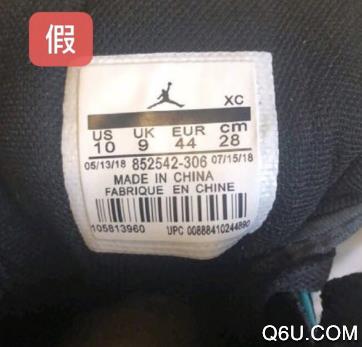 假
XC
US UK EUR cm
10 9 44 28
05/13/18 852542-306 07/15/18
MADE IN CHINA
FABRIQUE EN CHINE
105813960 UPC 00888410244890
Q6U.COM